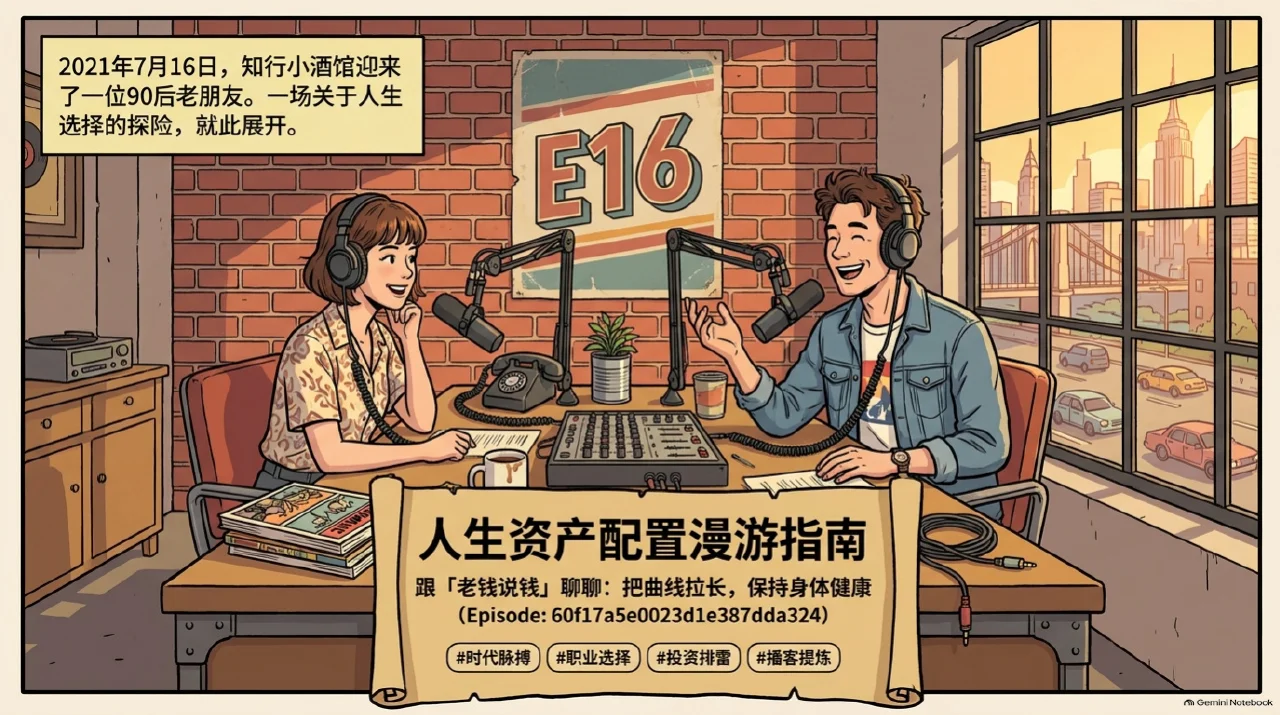 2021年7月16日，知行小酒馆迎来
了一位90后老朋友。一场关于人生
选择的探险，就此展开。
E16
人生资产配置漫游指南
跟「老钱说钱」聊聊：把曲线拉长，保持身体健康
（Episode: 60f17a5e0023d1e387dda324）
#时代脉搏 #职业选择 #投资排雷 #播客提炼
Gemini Notebook